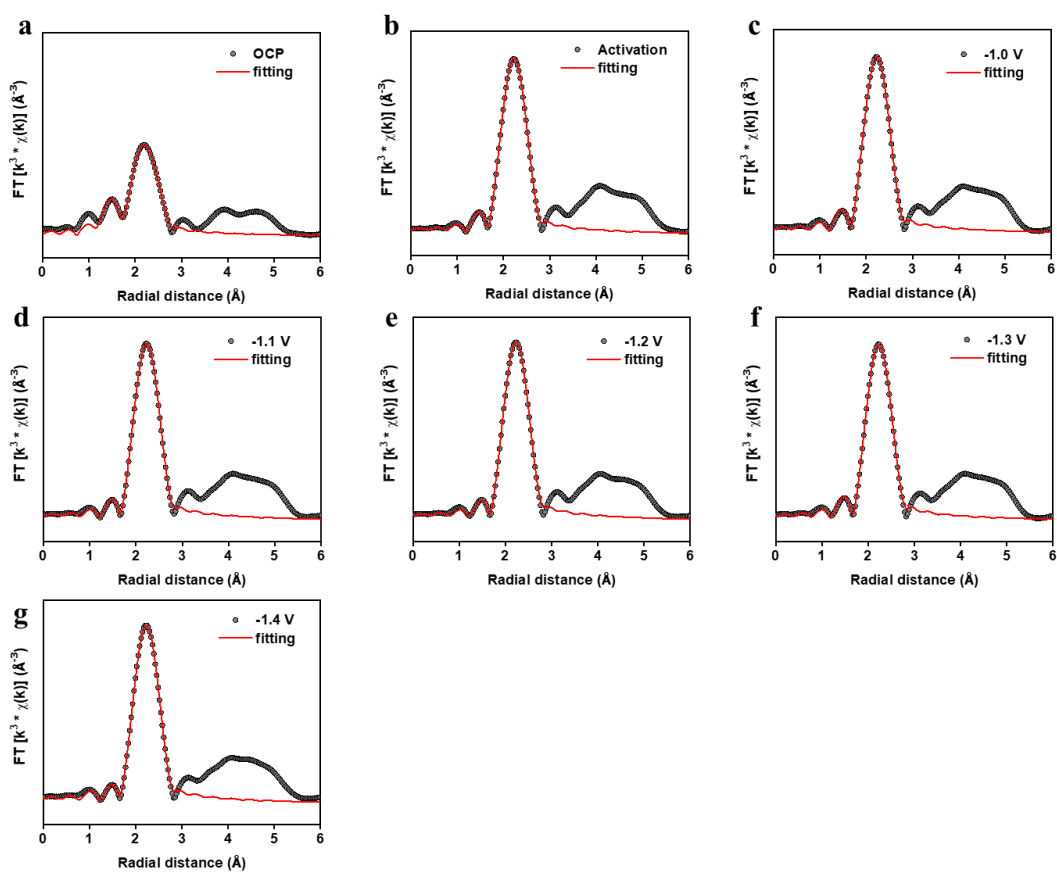 a
OCP
fitting
FT [k³ * χ(k)] (Å⁻³)
0 1 2 3 4 5 6
Radial distance (Å)
b
Activation
fitting
FT [k³ * χ(k)] (Å⁻³)
0 1 2 3 4 5 6
Radial distance (Å)
c
-1.0 V
fitting
FT [k³ * χ(k)] (Å⁻³)
0 1 2 3 4 5 6
Radial distance (Å)
d
-1.1 V
fitting
FT [k³ * χ(k)] (Å⁻³)
0 1 2 3 4 5 6
Radial distance (Å)
e
-1.2 V
fitting
FT [k³ * χ(k)] (Å⁻³)
0 1 2 3 4 5 6
Radial distance (Å)
f
-1.3 V
fitting
FT [k³ * χ(k)] (Å⁻³)
0 1 2 3 4 5 6
Radial distance (Å)
g
-1.4 V
fitting
FT [k³ * χ(k)] (Å⁻³)
0 1 2 3 4 5 6
Radial distance (Å)